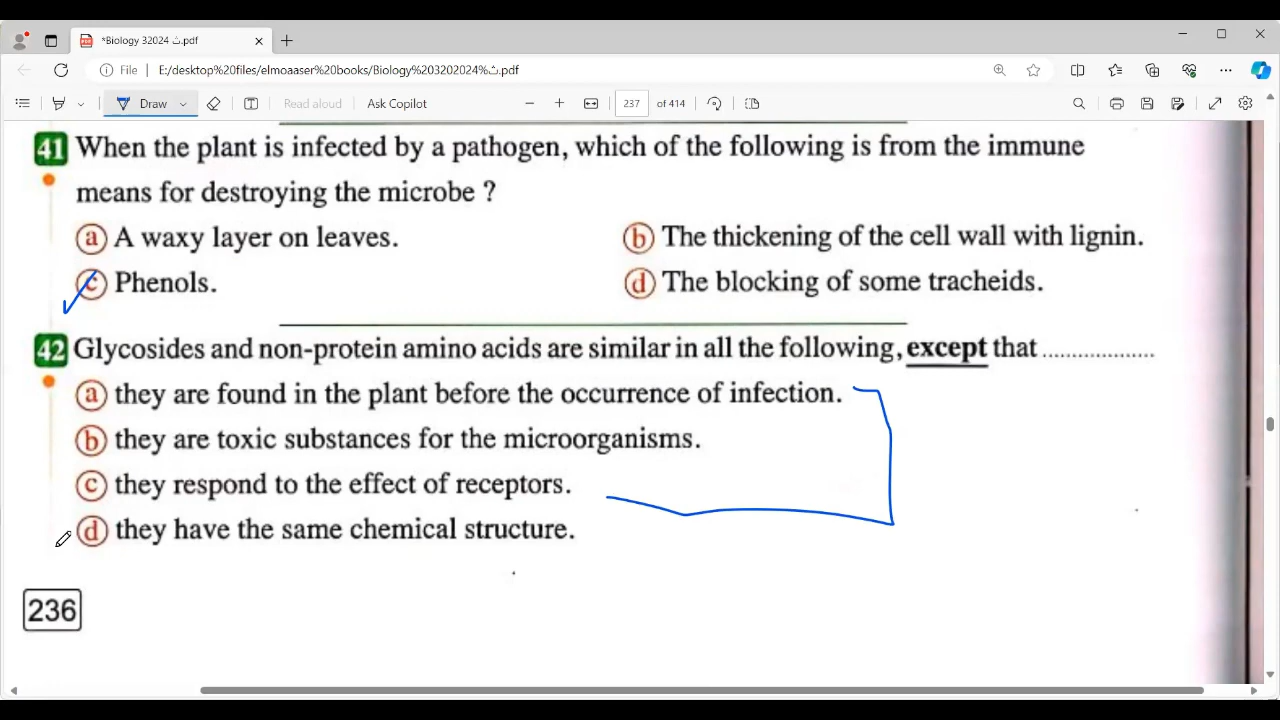 *Biology 32024 ث.pdf
File
E:/desktop%20files/elmoaaser%20books/Biology%203202024%ث.pdf
Draw
Read aloud
Ask Copilot
237
of 414
41 When the plant is infected by a pathogen, which of the following is from the immune
means for destroying the microbe ?
a A waxy layer on leaves.
b The thickening of the cell wall with lignin.
c Phenols.
d The blocking of some tracheids.
42 Glycosides and non-protein amino acids are similar in all the following, except that ....................
a they are found in the plant before the occurrence of infection.
b they are toxic substances for the microorganisms.
c they respond to the effect of receptors.
d they have the same chemical structure.
236